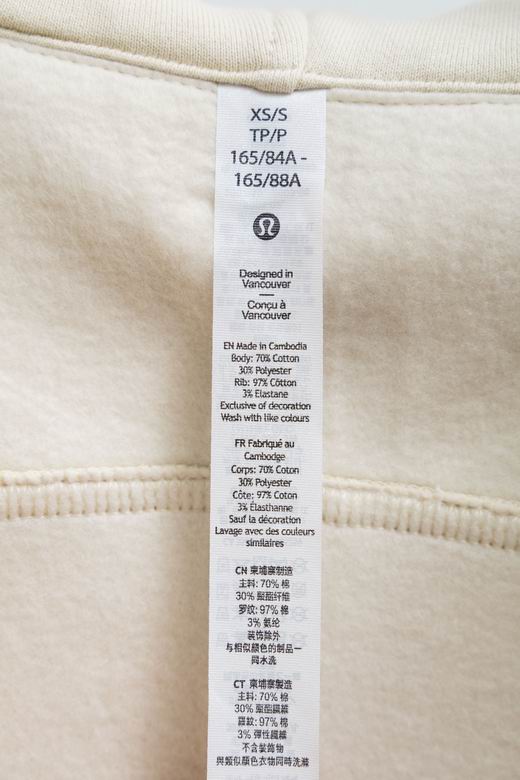 XS/S
TP/P
165/84A -
165/88A
Designed in
Vancouver
Conçu à
Vancouver
EN Made in Cambodia
Body: 70% Cotton
30% Polyester
Rib: 97% Cotton
3% Elastane
Exclusive of decoration
Wash with like colours
FR Fabriqué au
Cambodge
Corps: 70% Coton
30% Polyester
Côte: 97% Coton
3% Élasthanne
Sauf la décoration
Lavage avec des couleurs
similaires
CN 柬埔寨制造
主料: 70% 棉
30% 聚酯纤维
罗纹: 97% 棉
3% 氨纶
装饰除外
与相似颜色的制品一
同水洗
CT 柬埔寨製造
主料: 70% 棉
30% 聚酯纖維
羅紋: 97% 棉
3% 彈性纖維
不含裝飾物
與類似顏色衣物同時洗滌